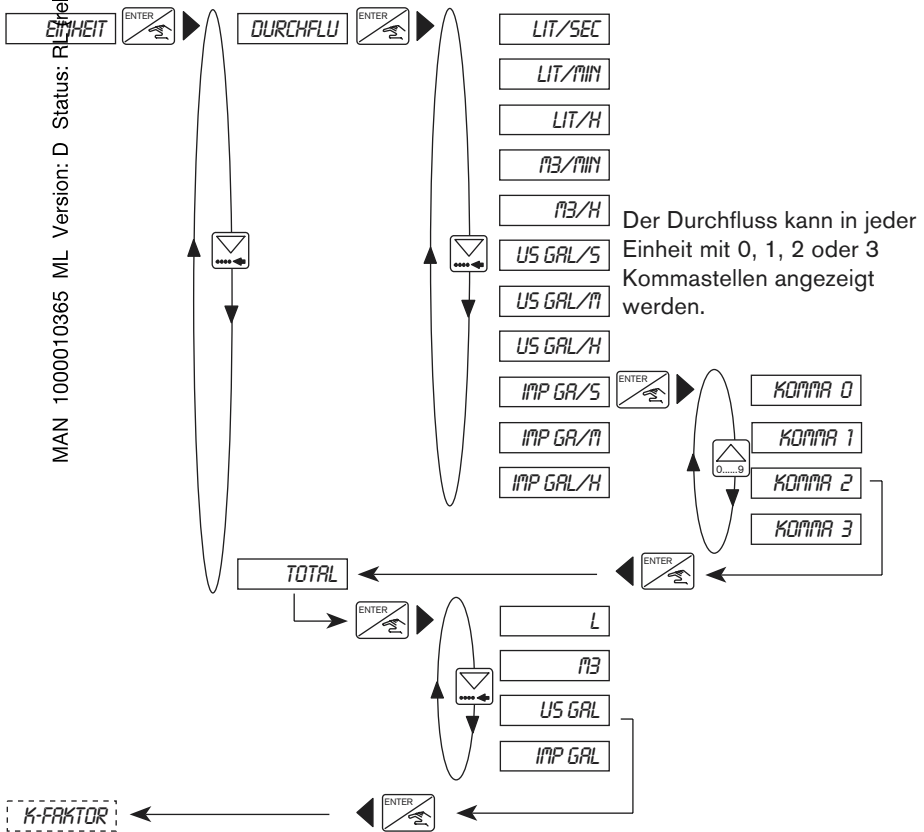 EINHEIT ENTER DURCHFLU ENTER LIT/SEC
LIT/MIN
LIT/H
M3/MIN
M3/H
US GAL/S
US GAL/M
US GAL/H
IMP GA/S ENTER
IMP GA/M
IMP GAL/H
Der Durchfluss kann in jeder
Einheit mit 0, 1, 2 oder 3
Kommastellen angezeigt
werden.
KOMMA 0
KOMMA 1
0......9
KOMMA 2
KOMMA 3
TOTAL ENTER
ENTER
L
M3
US GAL
IMP GAL
K-FAKTOR ENTER
MAN 1000010365 ML Version: D Status: RL